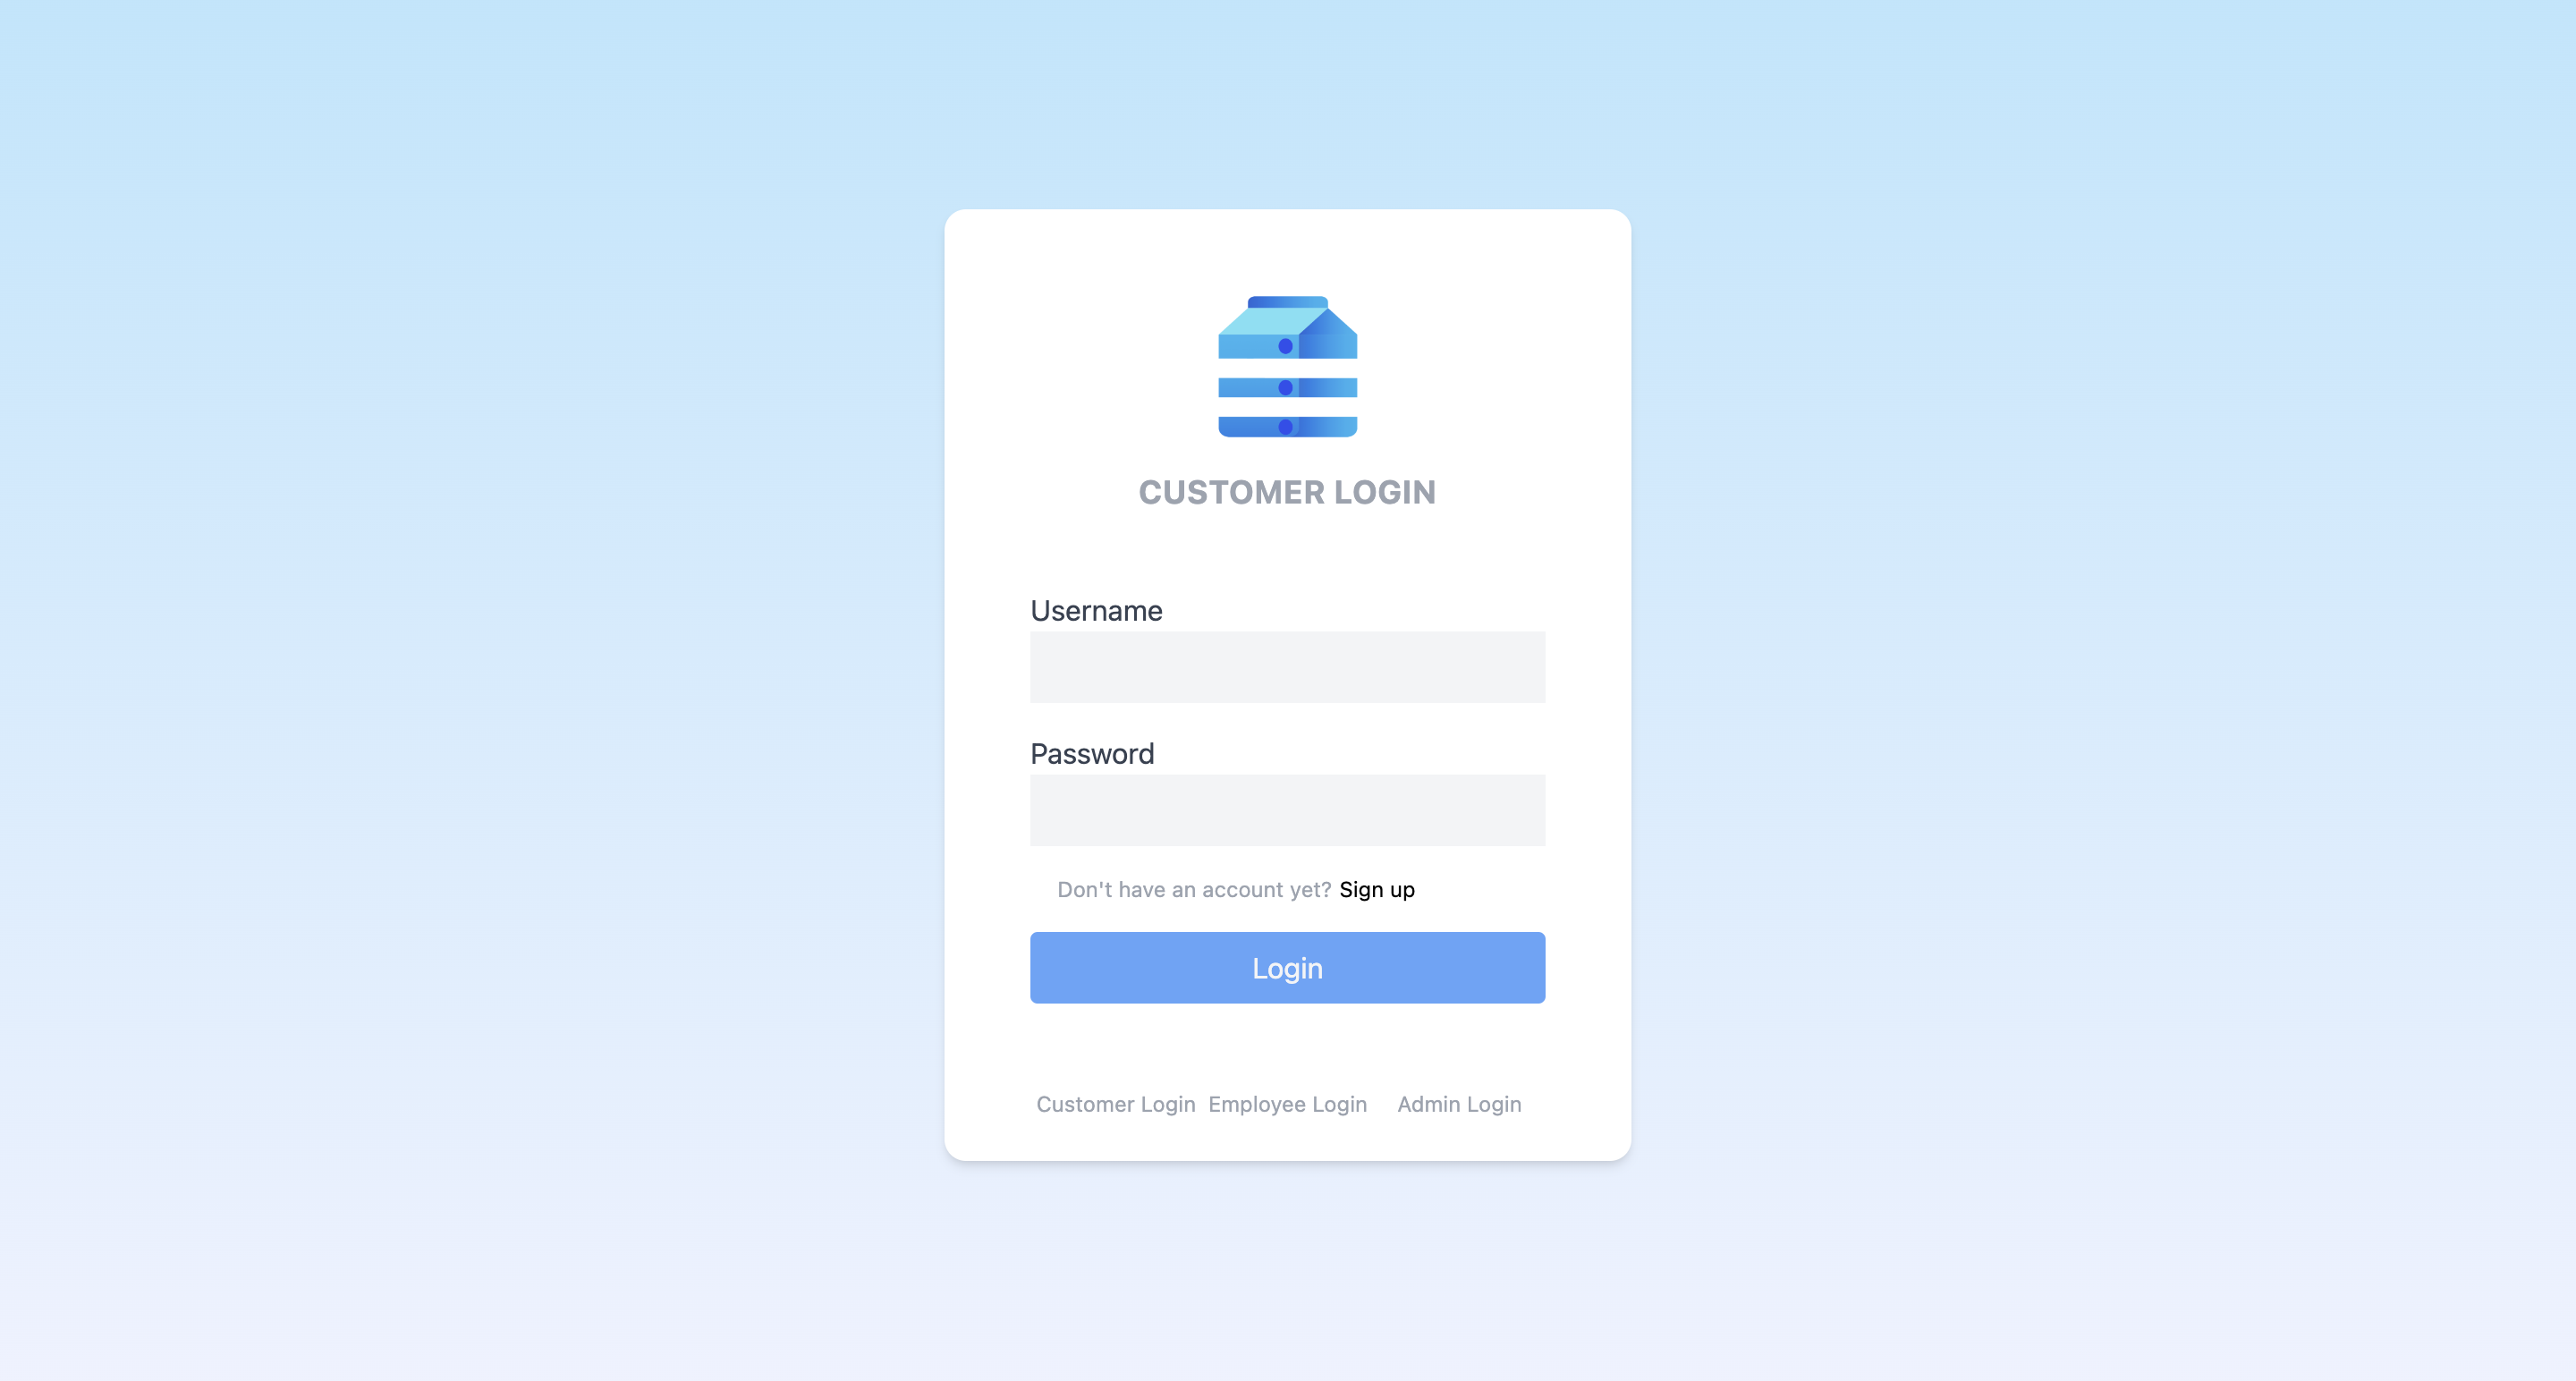 CUSTOMER LOGIN
Username
Password
Don't have an account yet? Sign up
Login
Customer Login Employee Login Admin Login